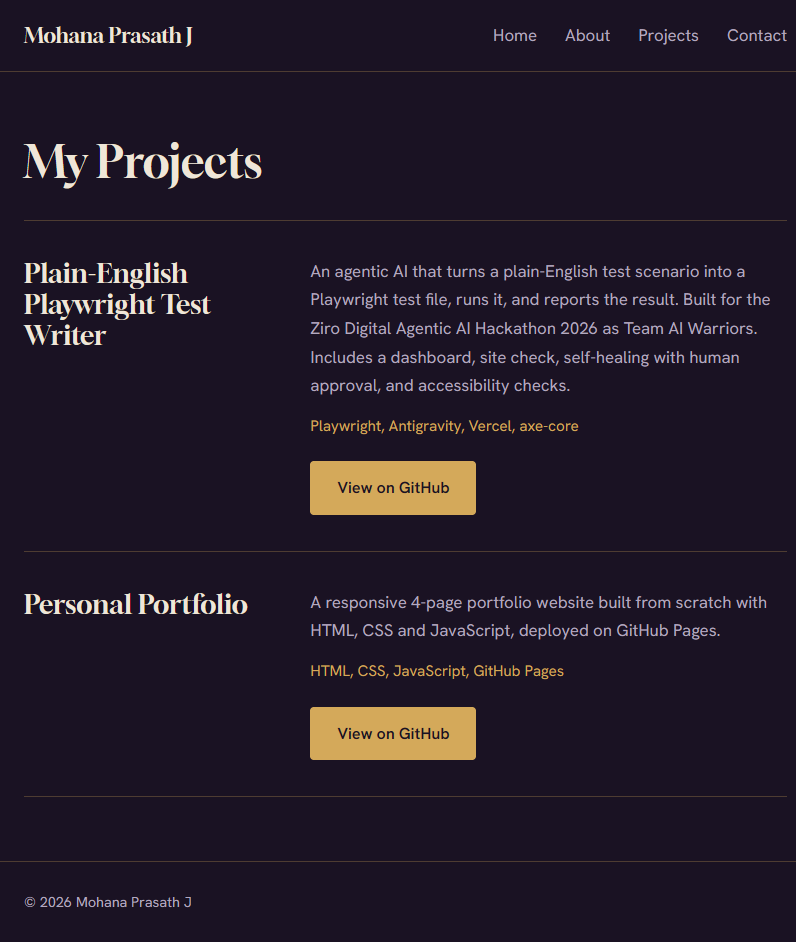 Mohana Prasath J
Home About Projects Contact
My Projects
Plain-English
Playwright Test
Writer
An agentic AI that turns a plain-English test scenario into a
Playwright test file, runs it, and reports the result. Built for the
Ziro Digital Agentic AI Hackathon 2026 as Team AI Warriors.
Includes a dashboard, site check, self-healing with human
approval, and accessibility checks.
Playwright, Antigravity, Vercel, axe-core
View on GitHub
Personal Portfolio
A responsive 4-page portfolio website built from scratch with
HTML, CSS and JavaScript, deployed on GitHub Pages.
HTML, CSS, JavaScript, GitHub Pages
View on GitHub
© 2026 Mohana Prasath J